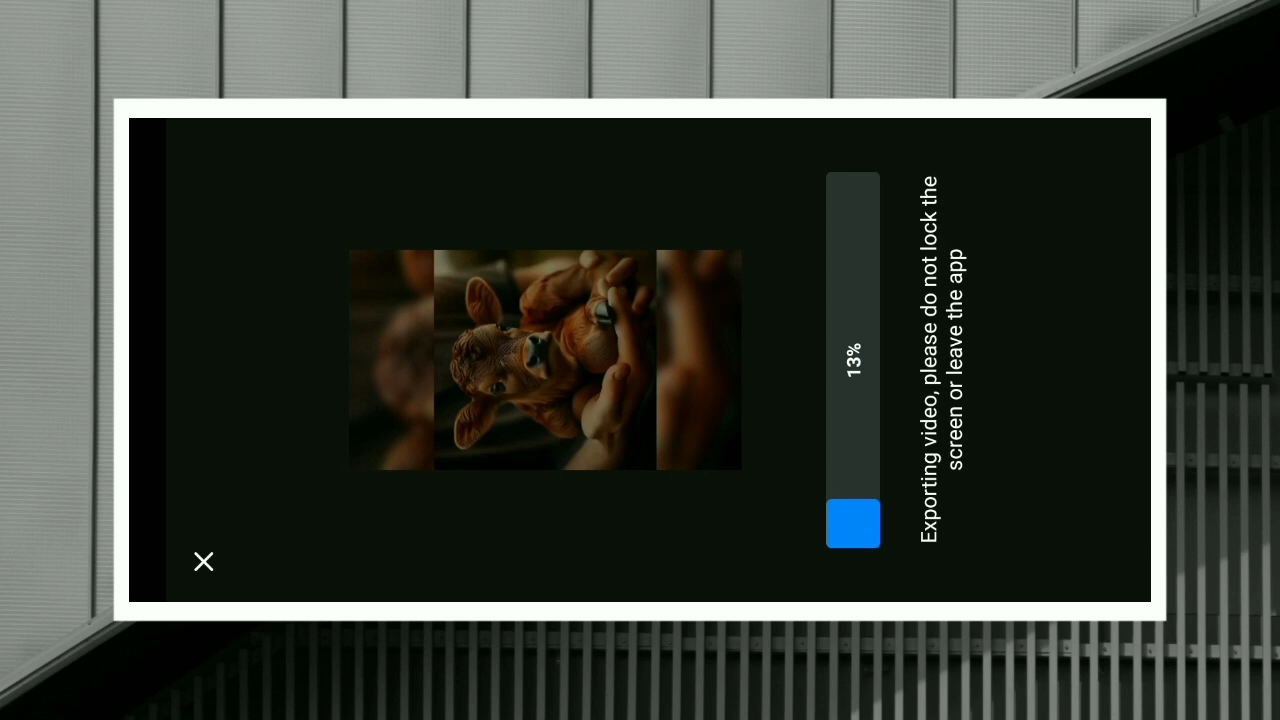 13%
Exporting video, please do not lock the
screen or leave the app